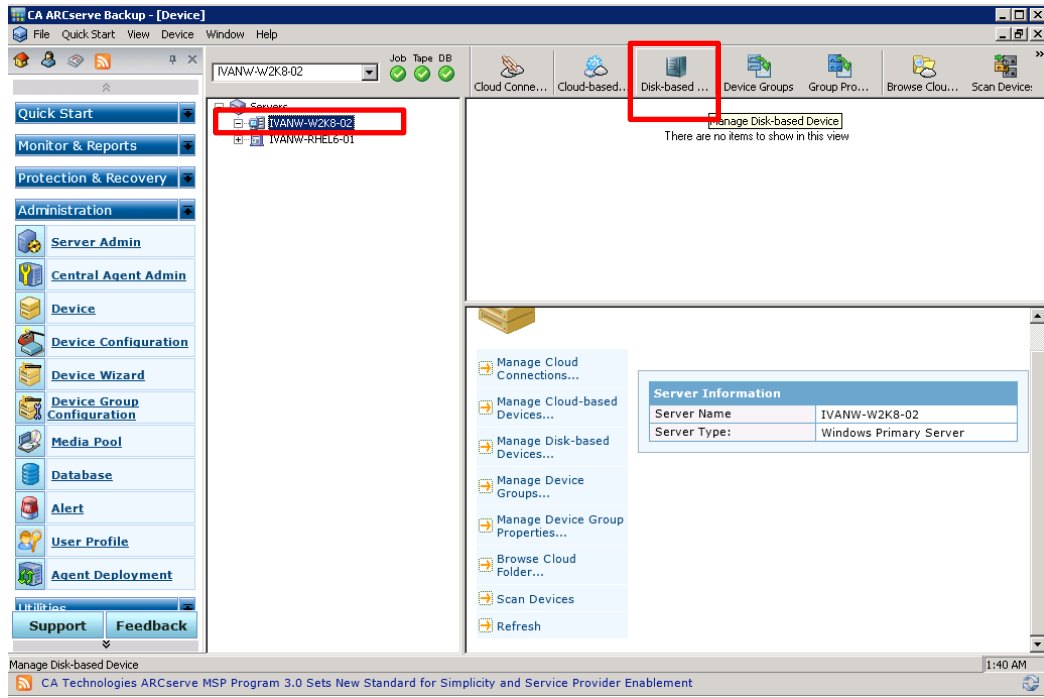 CA ARCserve Backup - [Device]
File Quick Start View Device Window Help
IVANW-W2K8-02
Job Tape DB
Cloud Conne... Cloud-based... Disk-based ... Device Groups Group Pro... Browse Clou... Scan Device:
Quick Start
Monitor & Reports
Protection & Recovery
Administration
Server Admin
Central Agent Admin
Device
Device Configuration
Device Wizard
Device Group
Configuration
Media Pool
Database
Alert
User Profile
Agent Deployment
Utilities
Support Feedback
Servers
IVANW-W2K8-02
IVANW-RHEL6-01
Manage Disk-based Device
There are no items to show in this view
Manage Cloud
Connections...
Manage Cloud-based
Devices...
Manage Disk-based
Devices...
Manage Device
Groups...
Manage Device Group
Properties...
Browse Cloud
Folder...
Scan Devices
Refresh
Server Information
Server Name IVANW-W2K8-02
Server Type: Windows Primary Server
Manage Disk-based Device
1:40 AM
CA Technologies ARCserve MSP Program 3.0 Sets New Standard for Simplicity and Service Provider Enablement